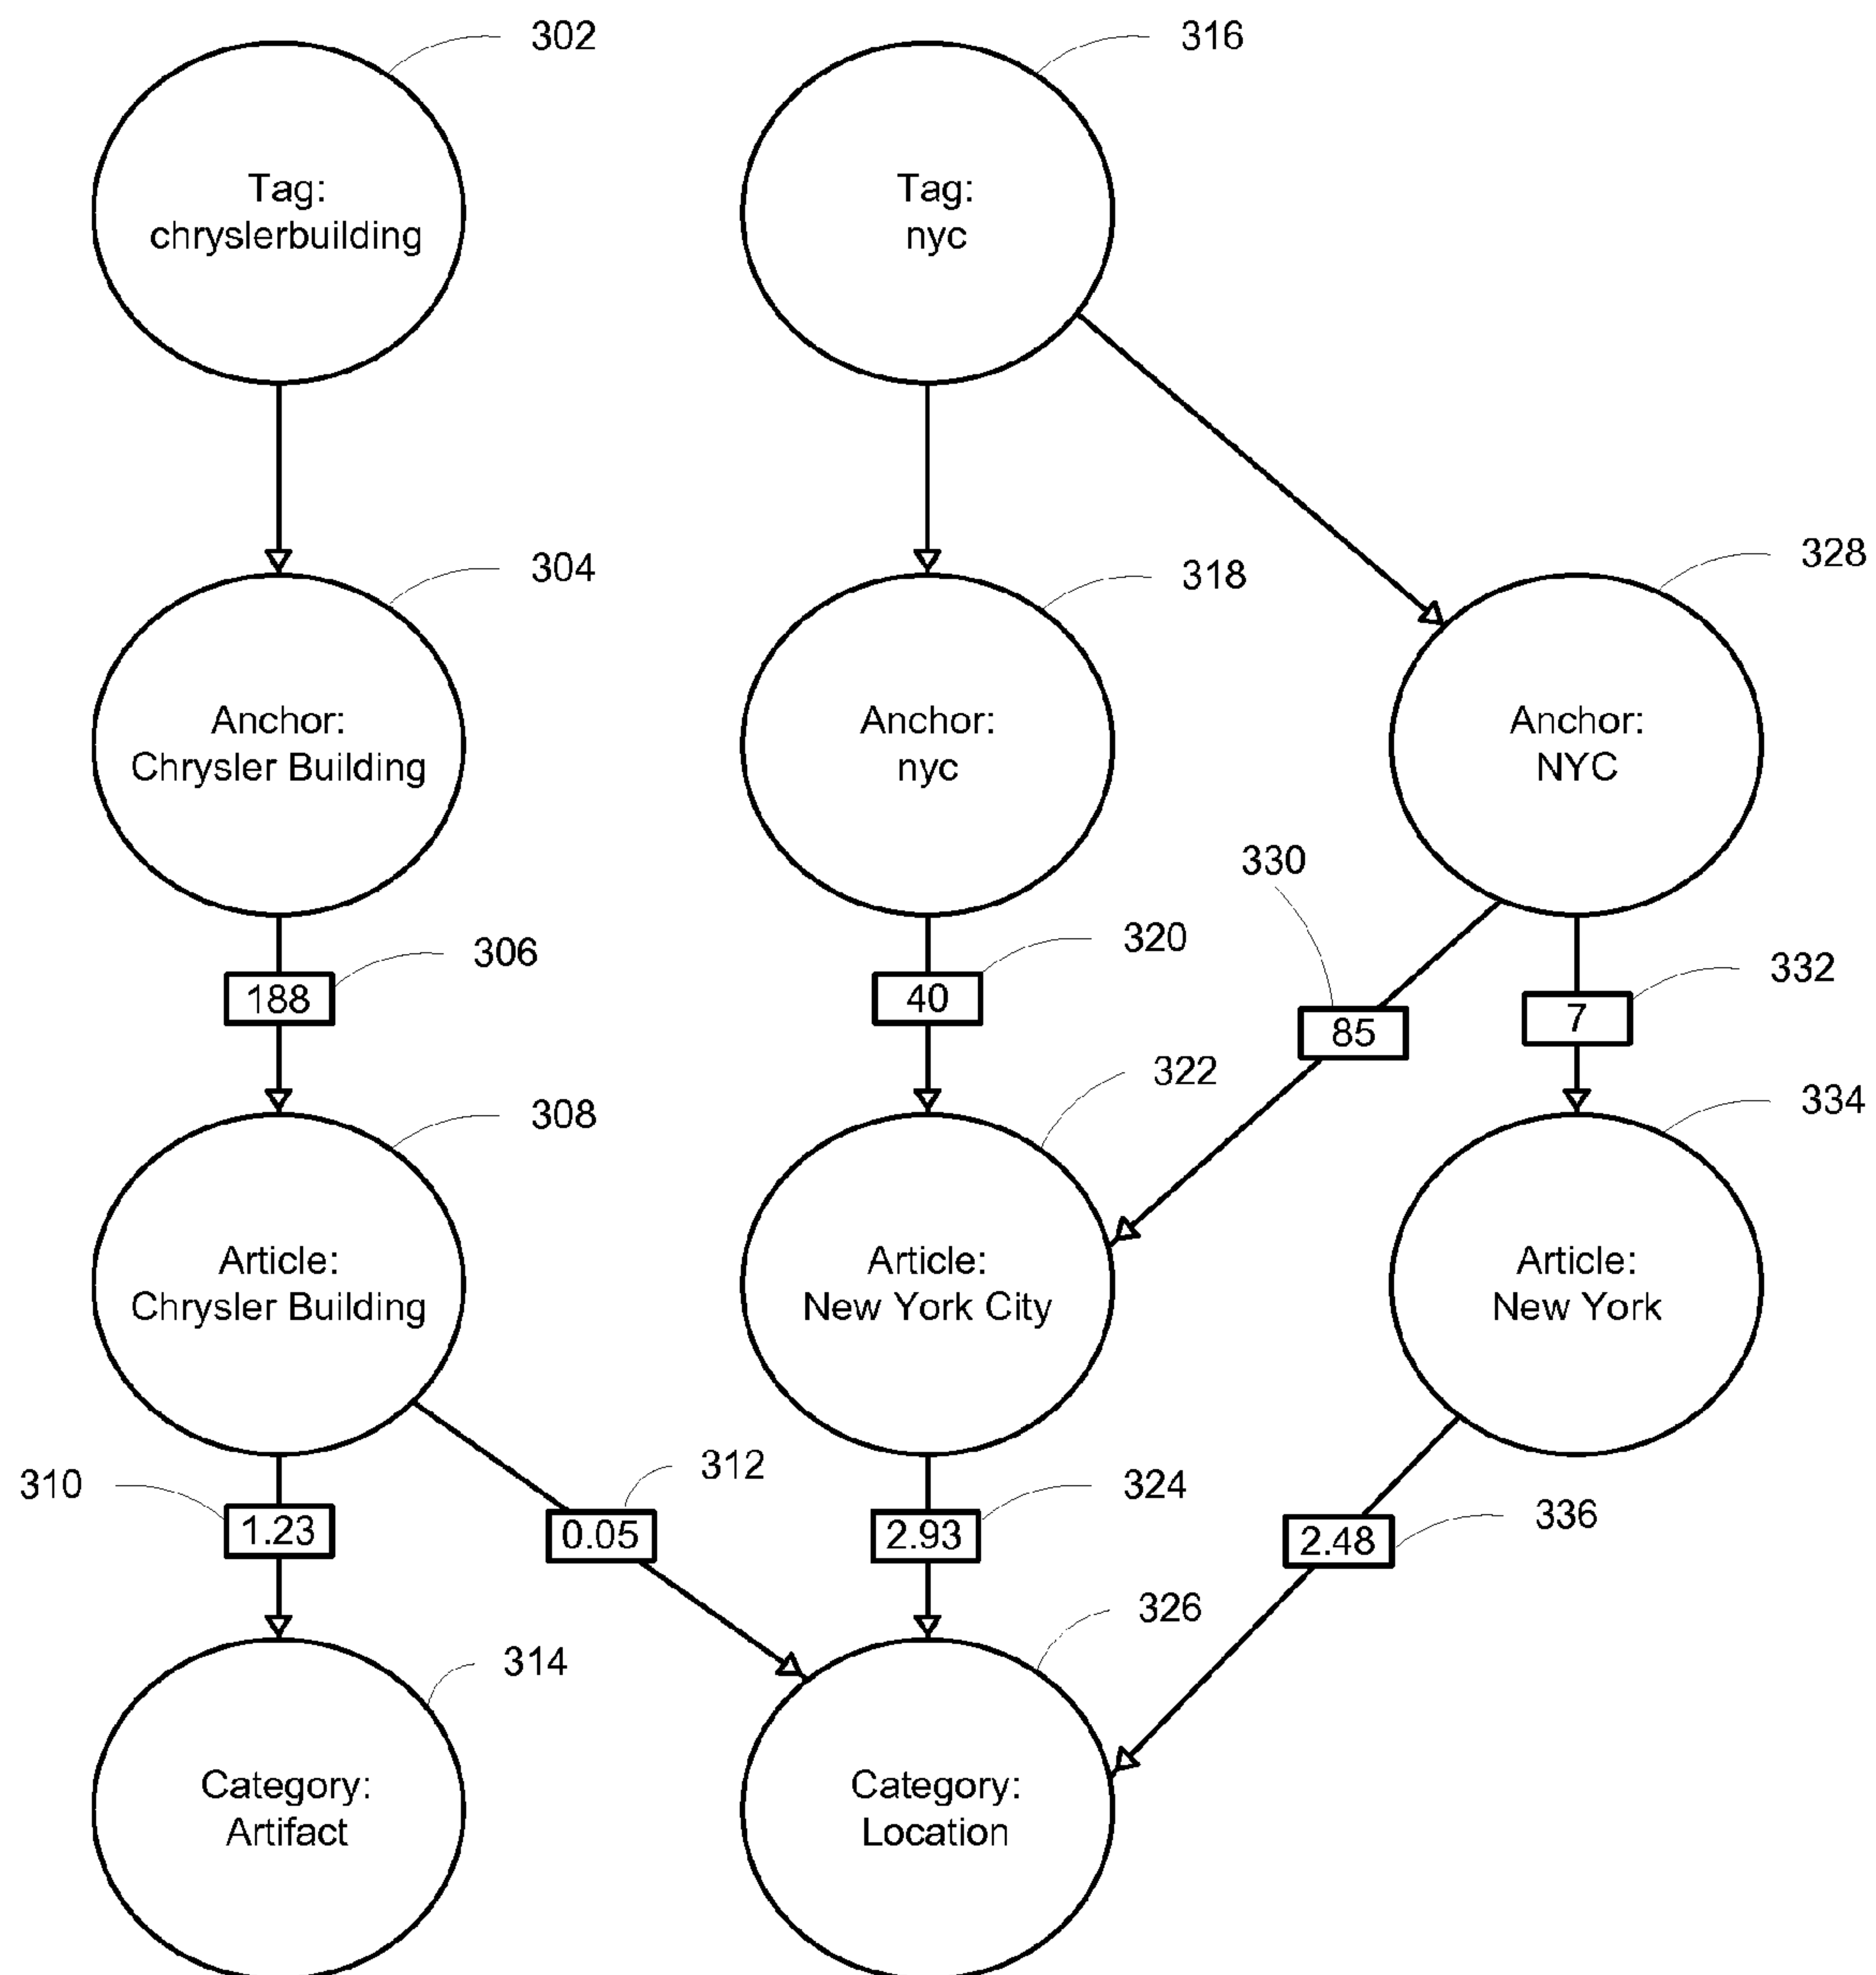 302
316
Tag:
chryslerbuilding
Tag:
nyc
304
318
328
Anchor:
Chrysler Building
Anchor:
nyc
Anchor:
NYC
330
306
320
332
188
40
85
7
308
322
334
Article:
Chrysler Building
Article:
New York City
Article:
New York
310
312
324
336
1.23
0.05
2.93
2.48
314
326
Category:
Artifact
Category:
Location